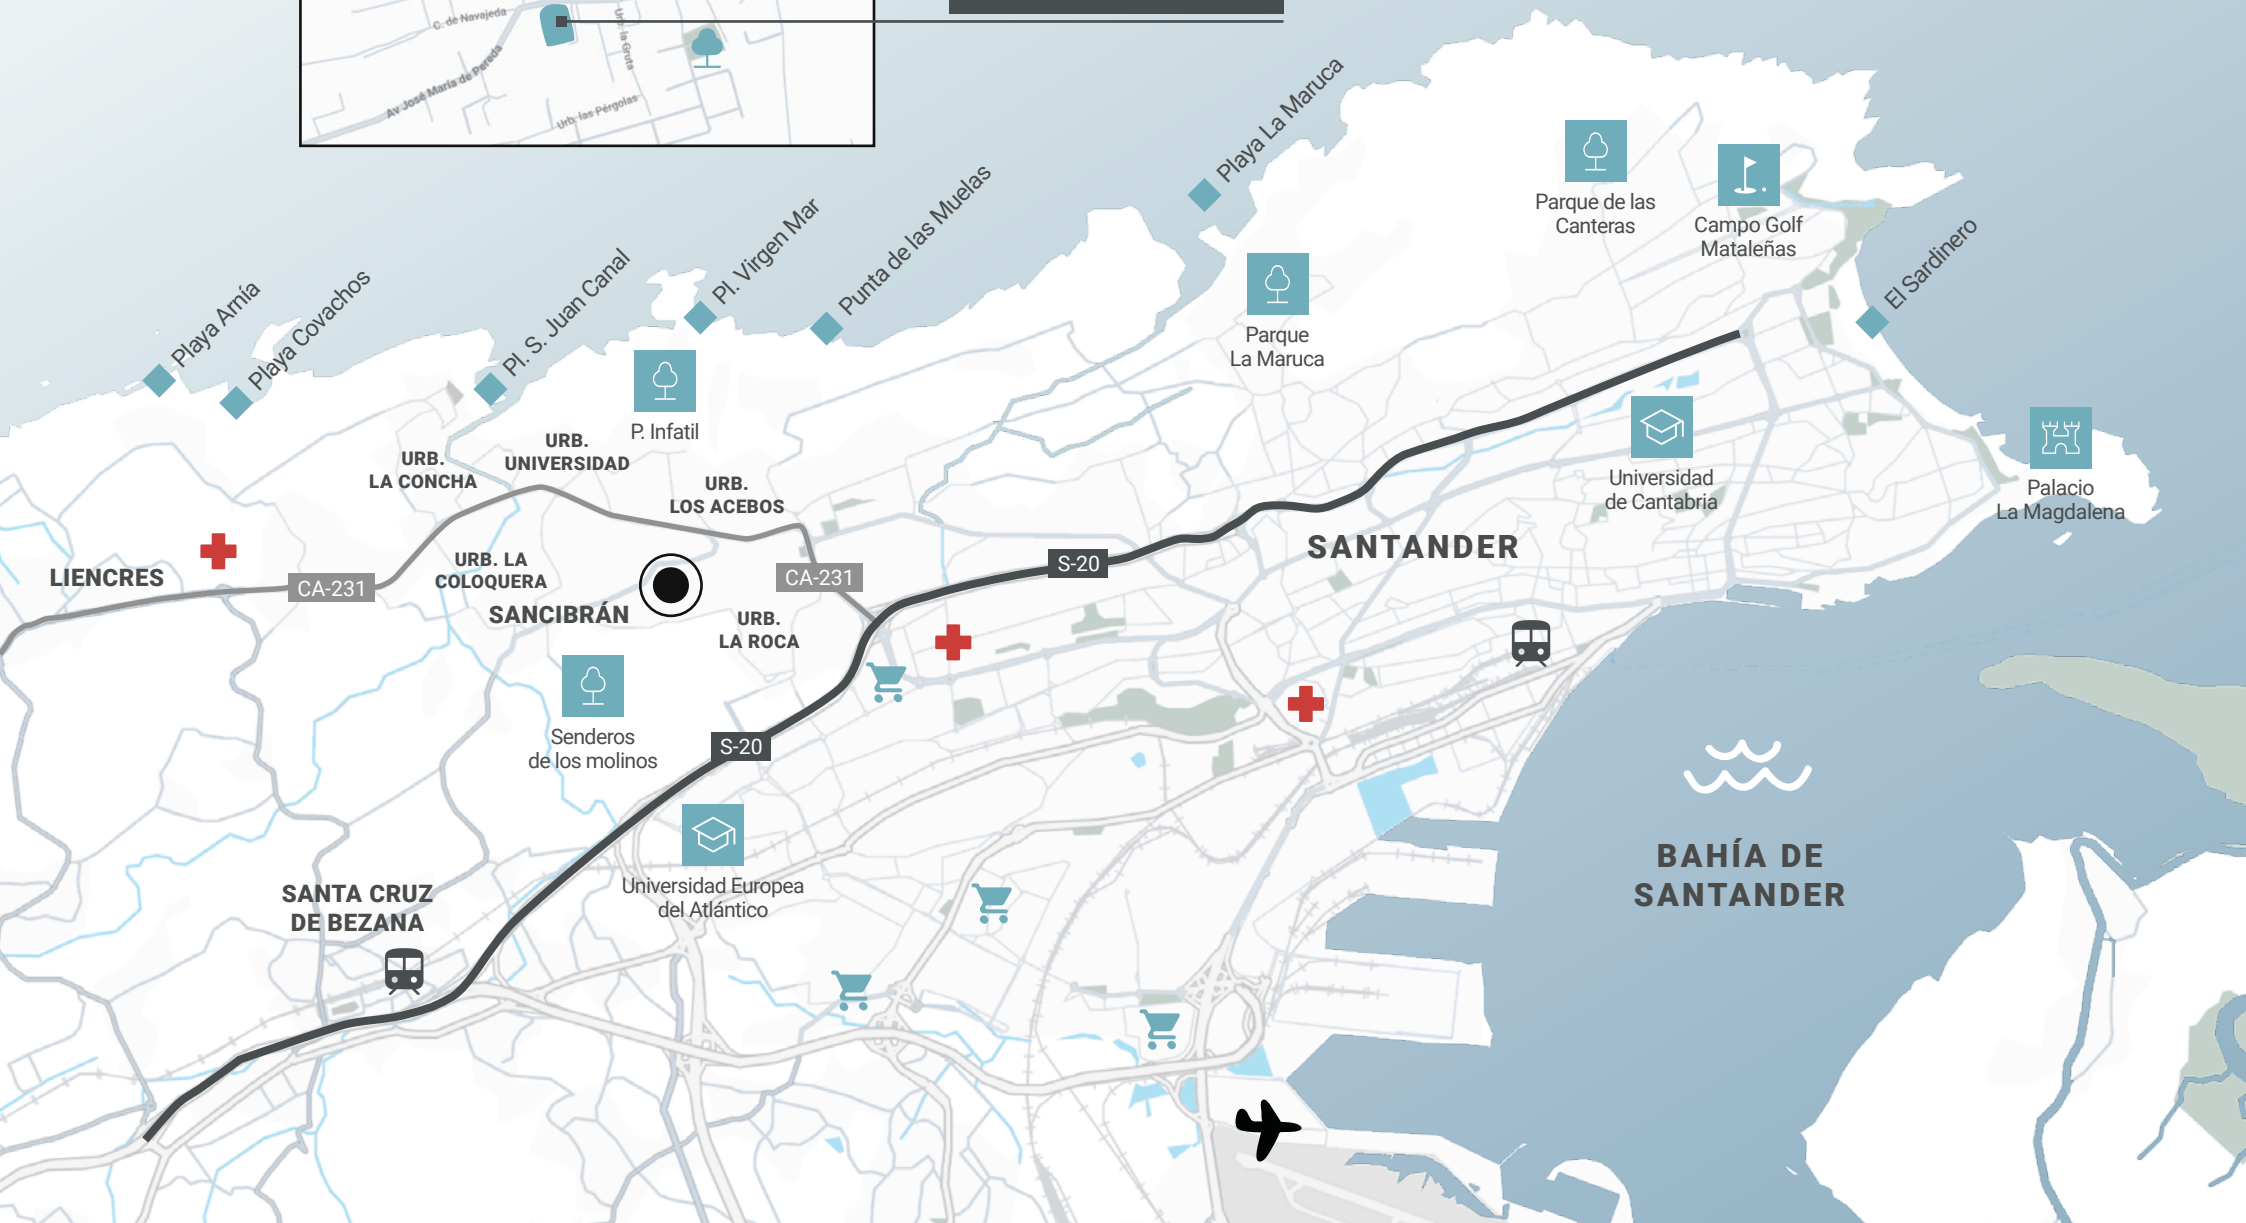 C. de Navajeda
Urb. la Gruta
Av José María de Pereda
Urb. las Pérgolas
Playa La Maruca
Parque de las
Canteras
Campo Golf
Mataleñas
El Sardinero
Punta de las Muelas
Pl. Virgen Mar
Pl. S. Juan Canal
Playa Covachos
Playa Arnía
Parque
La Maruca
P. Infatil
URB.
LA CONCHA
URB.
UNIVERSIDAD
URB.
LOS ACEBOS
Universidad
de Cantabria
Palacio
La Magdalena
SANTANDER
S-20
LIENCRES
CA-231
URB. LA
COLOQUERA
SANCIBRÁN
CA-231
URB.
LA ROCA
Senderos
de los molinos
S-20
Universidad Europea
del Atlántico
SANTA CRUZ
DE BEZANA
BAHÍA DE
SANTANDER